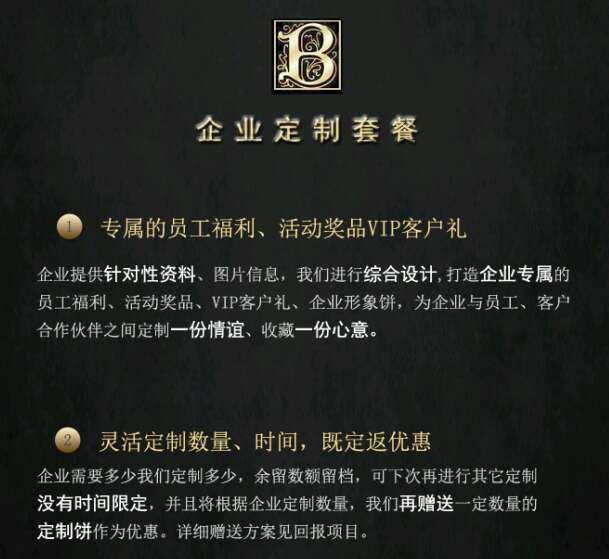 B
企业定制套餐
1 专属的员工福利、活动奖品VIP客户礼
企业提供针对性资料、图片信息，我们进行综合设计,打造企业专属的
员工福利、活动奖品、VIP客户礼、企业形象饼，为企业与员工、客户
合作伙伴之间定制一份情谊、收藏一份心意。
2 灵活定制数量、时间，既定返优惠
企业需要多少我们定制多少，余留数额留档，可下次再进行其它定制
没有时间限定，并且将根据企业定制数量，我们再赠送一定数量的
定制饼作为优惠。详细赠送方案见回报项目。